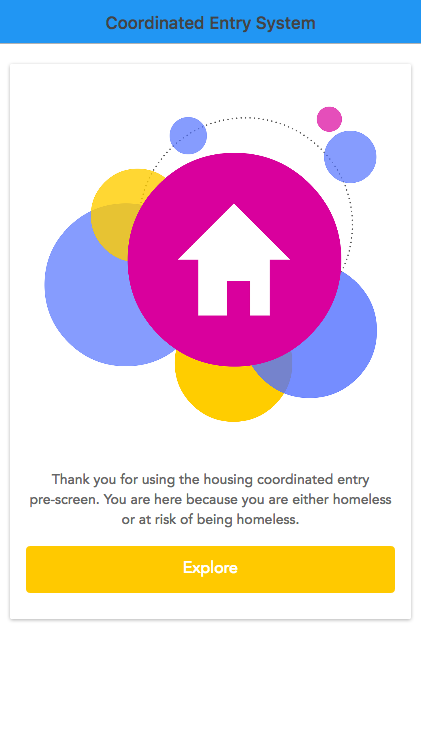 Coordinated Entry System
Thank you for using the housing coordinated entry
pre-screen. You are here because you are either homeless
or at risk of being homeless.
Explore